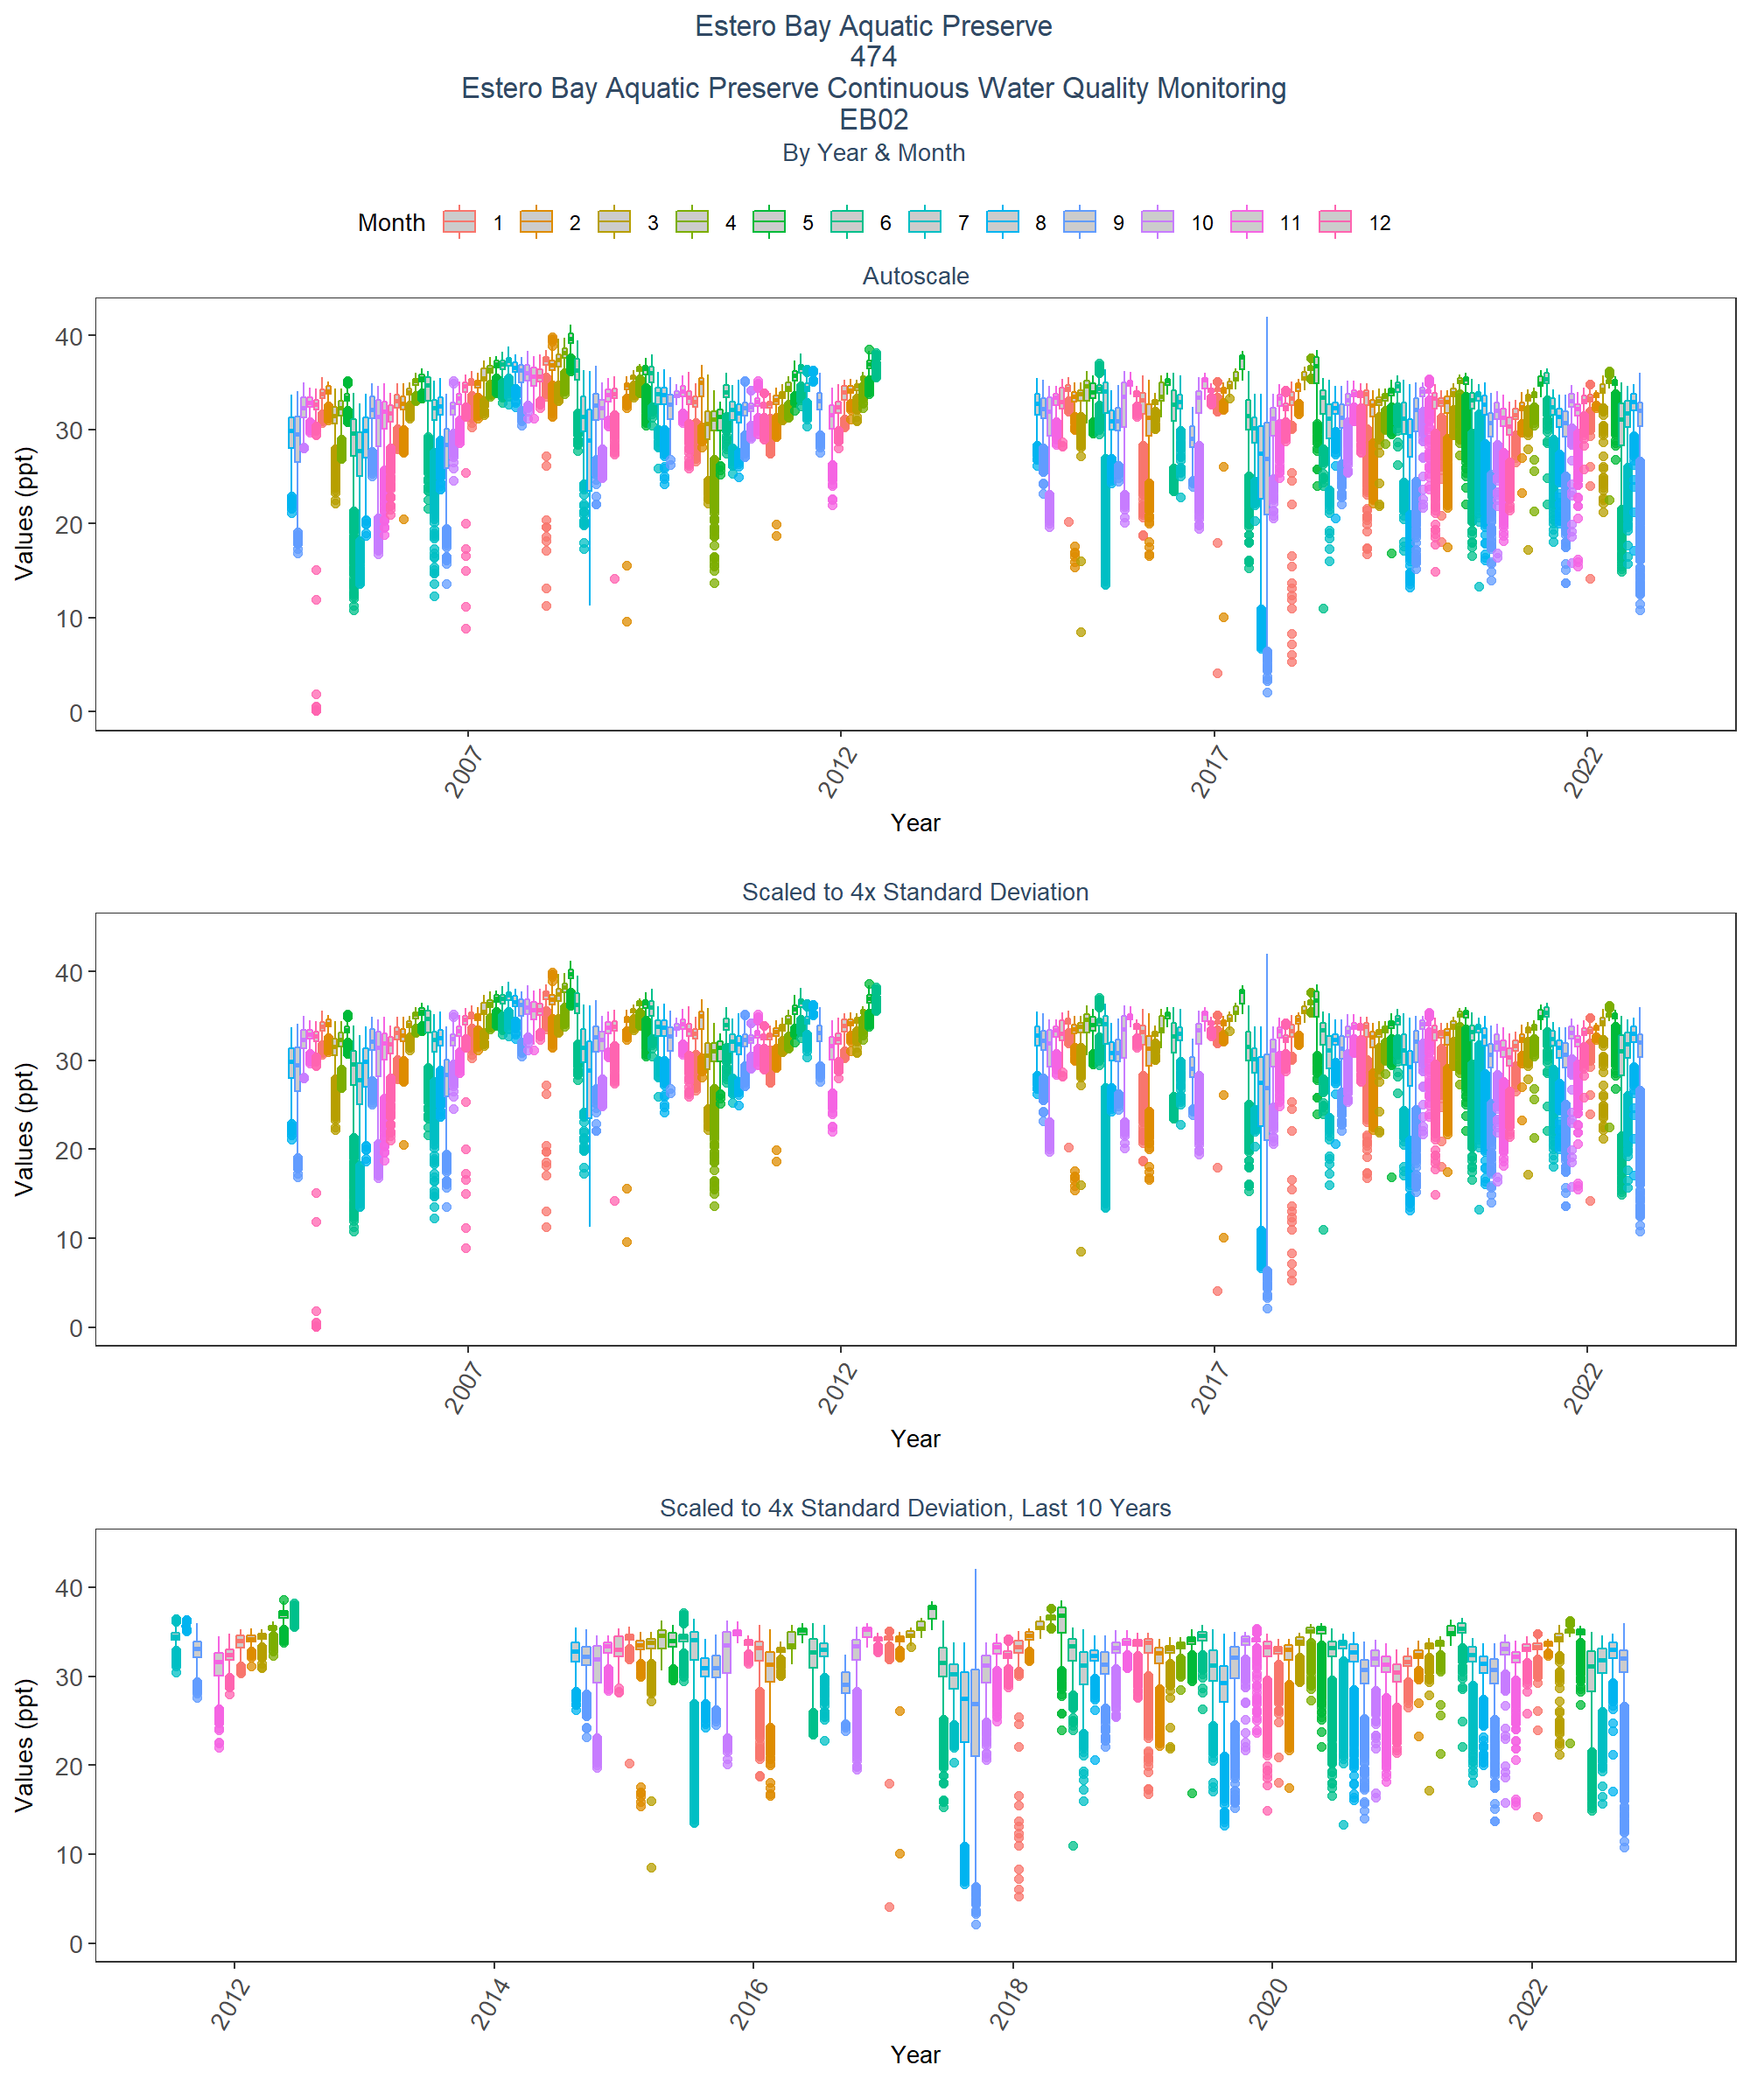 Estero Bay Aquatic Preserve
474
Estero Bay Aquatic Preserve Continuous Water Quality Monitoring
EB02
By Year & Month
Month 1 2 3 4 5 6 7 8 9 10 11 12
Autoscale
40
30
20
10
0
Values (ppt)
2007 2012 2017 2022
Year
Scaled to 4x Standard Deviation
40
30
20
10
0
Values (ppt)
2007 2012 2017 2022
Year
Scaled to 4x Standard Deviation, Last 10 Years
40
30
20
10
0
Values (ppt)
2012 2014 2016 2018 2020 2022
Year